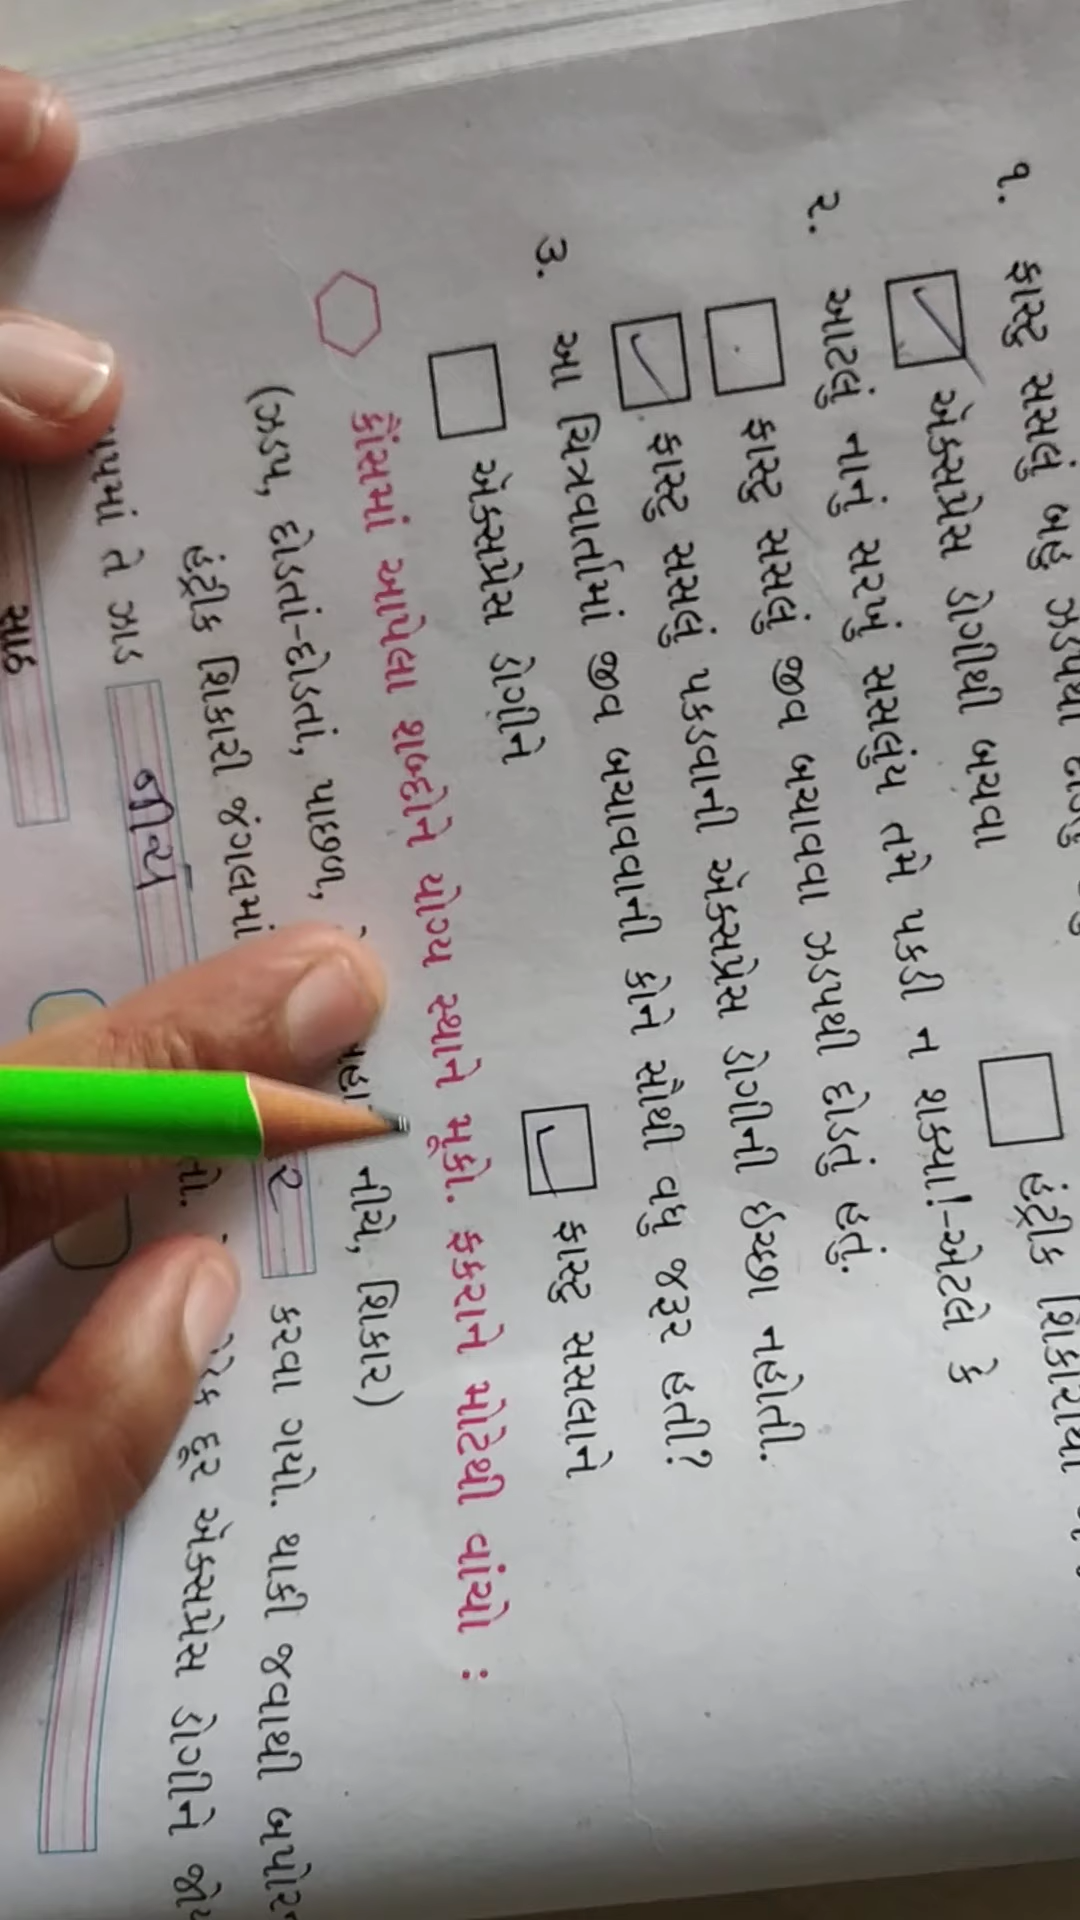 ૧. ફાસ્ટુ સસલું બહુ ઝડપથી
એક્સપ્રેસ ડોગીથી બચવા હંટ્રીક શિકારીથી
૨. આટલું નાનું સરખું સસલુંય તમે પકડી ન શક્યા!-એટલે કે
ફાસ્ટુ સસલું જીવ બચાવવા ઝડપથી દોડતું હતું.
ફાસ્ટુ સસલું પકડવાની એક્સપ્રેસ ડોગીની ઇચ્છા નહોતી.
૩. આ ચિત્રવાર્તામાં જીવ બચાવવાની કોને સૌથી વધુ જરૂર હતી?
એક્સપ્રેસ ડોગીને ફાસ્ટુ સસલાને
કૌંસમાં આપેલા શબ્દોને યોગ્ય સ્થાને મૂકો. ફકરાને મોટેથી વાંચો :
(ઝડપ, દોડતાં-દોડતાં, પાછળ, નીચે, શિકાર)
હંટ્રીક શિકારી જંગલમાં કરવા ગયો. થાકી જવાથી
તે ઝાડ નીચે દૂર એક્સપ્રેસ ડોગીને